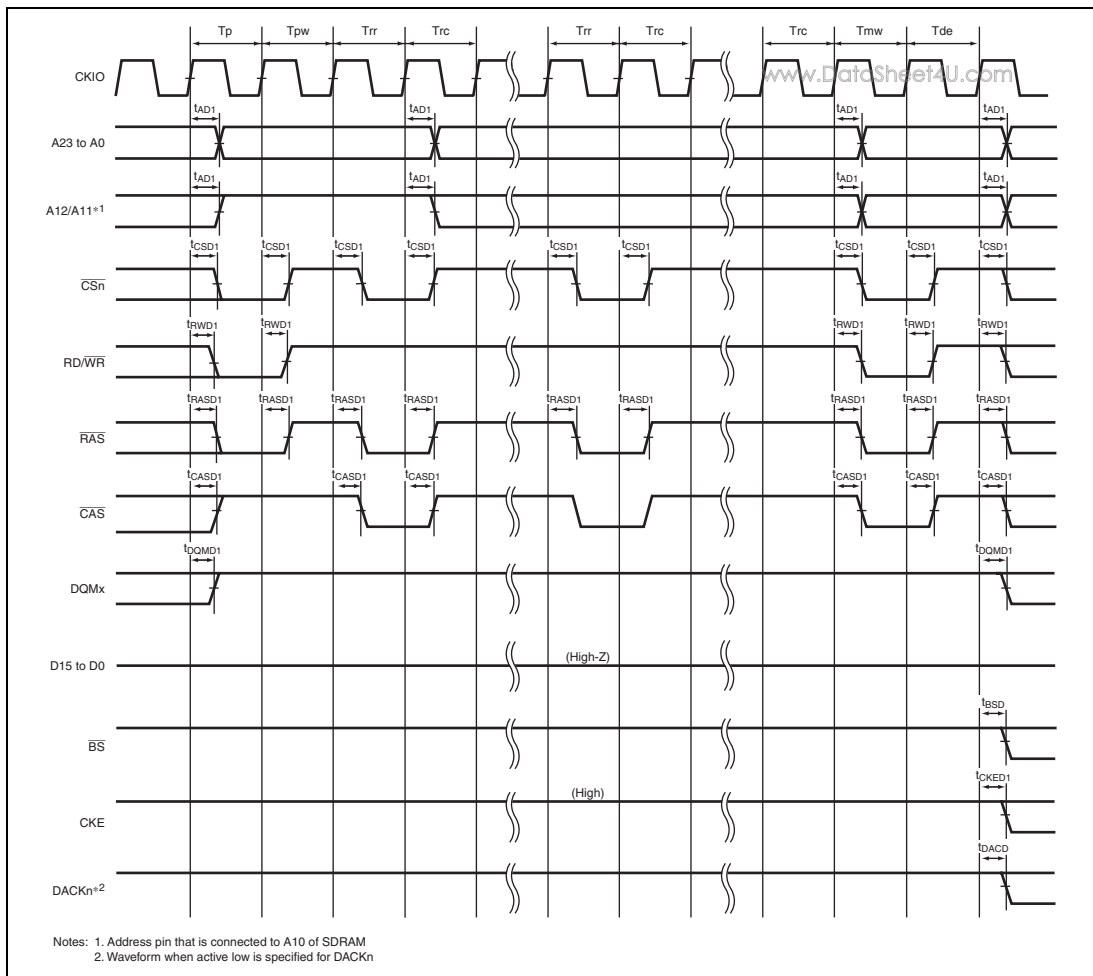 Tp Tpw Trr Trc Trr Trc Trc Tmw Tde
CKIO
www.DataSheet4U.com
tAD1 tAD1 tAD1 tAD1
A23 to A0
tAD1 tAD1 tAD1 tAD1
A12/A11*1
tCSD1 tCSD1 tCSD1 tCSD1 tCSD1 tCSD1 tCSD1 tCSD1 tCSD1
CSn
tRWD1 tRWD1 tRWD1 tRWD1 tRWD1
RD/WR
tRASD1 tRASD1 tRASD1 tRASD1 tRASD1 tRASD1 tRASD1 tRASD1 tRASD1
RAS
tCASD1 tCASD1 tCASD1 tCASD1 tCASD1 tCASD1
CAS
tDQMD1 tDQMD1
DQMx
(High-Z)
D15 to D0
tBSD
BS
tCKED1
(High)
CKE
tDACD
DACKn*2
Notes: 1. Address pin that is connected to A10 of SDRAM
2. Waveform when active low is specified for DACKn